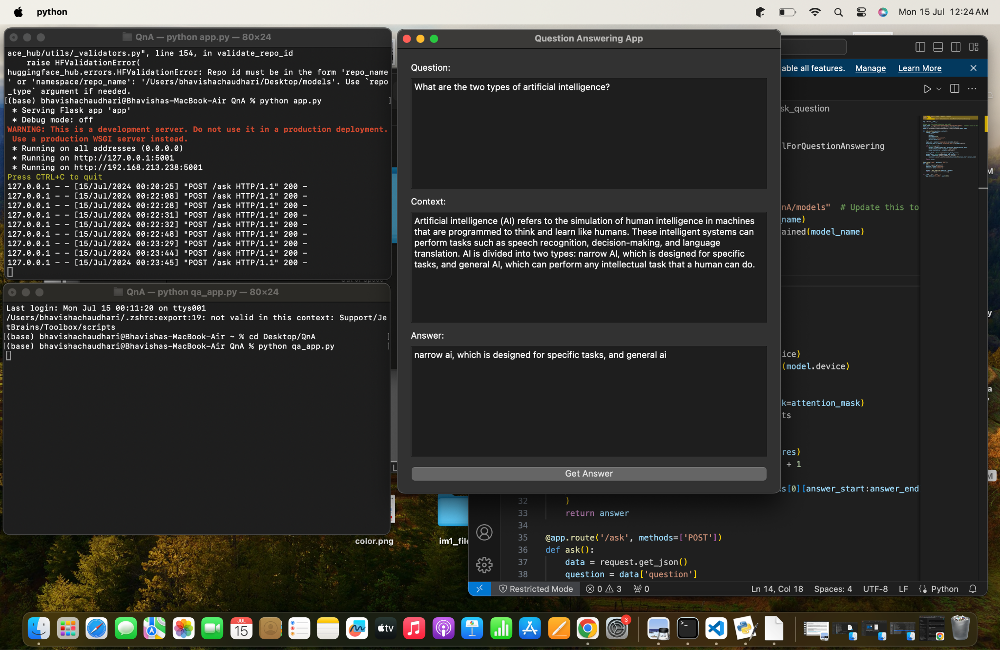 python
Mon 15 Jul 12:24 AM
QnA — python app.py — 80×24
ace_hub/utils/_validators.py", line 154, in validate_repo_id
raise HFValidationError(
huggingface_hub.errors.HFValidationError: Repo id must be in the form 'repo_name
' or 'namespace/repo_name': '/Users/bhavishachaudhari/Desktop/models'. Use `repo
_type` argument if needed.
[(base) bhavishachaudhari@Bhavishas-MacBook-Air QnA % python app.py ]
* Serving Flask app 'app'
* Debug mode: off
WARNING: This is a development server. Do not use it in a production deployment.
Use a production WSGI server instead.
* Running on all addresses (0.0.0.0)
* Running on http://127.0.0.1:5001
* Running on http://192.168.213.238:5001
Press CTRL+C to quit
127.0.0.1 - - [15/Jul/2024 00:20:25] "POST /ask HTTP/1.1" 200 -
127.0.0.1 - - [15/Jul/2024 00:22:08] "POST /ask HTTP/1.1" 200 -
127.0.0.1 - - [15/Jul/2024 00:22:28] "POST /ask HTTP/1.1" 200 -
127.0.0.1 - - [15/Jul/2024 00:22:31] "POST /ask HTTP/1.1" 200 -
127.0.0.1 - - [15/Jul/2024 00:22:32] "POST /ask HTTP/1.1" 200 -
127.0.0.1 - - [15/Jul/2024 00:22:48] "POST /ask HTTP/1.1" 200 -
127.0.0.1 - - [15/Jul/2024 00:23:29] "POST /ask HTTP/1.1" 200 -
127.0.0.1 - - [15/Jul/2024 00:23:44] "POST /ask HTTP/1.1" 200 -
127.0.0.1 - - [15/Jul/2024 00:23:45] "POST /ask HTTP/1.1" 200 -
QnA — python qa_app.py — 80×24
Last login: Mon Jul 15 00:11:20 on ttys001
/Users/bhavishachaudhari/.zshrc:export:19: not valid in this context: Support/Je
tBrains/Toolbox/scripts
[(base) bhavishachaudhari@Bhavishas-MacBook-Air ~ % cd Desktop/QnA ]
[(base) bhavishachaudhari@Bhavishas-MacBook-Air QnA % python qa_app.py ]
Question Answering App
Question:
What are the two types of artificial intelligence?
Context:
Artificial intelligence (AI) refers to the simulation of human intelligence in machines
that are programmed to think and learn like humans. These intelligent systems can
perform tasks such as speech recognition, decision-making, and language
translation. AI is divided into two types: narrow AI, which is designed for specific
tasks, and general AI, which can perform any intellectual task that a human can do.
Answer:
narrow ai, which is designed for specific tasks, and general ai
Get Answer
able all features. Manage Learn More
sk_question
lForQuestionAnswering
nA/models" # Update this to
name)
ained(model_name)
ice)
(model.device)
k=attention_mask)
ts
res)
+ 1
s[0][answer_start:answer_end
32 )
33 return answer
34
35 @app.route('/ask', methods=['POST'])
36 def ask():
37 data = request.get_json()
38 question = data['question']
Restricted Mode 0 3 0 Ln 14, Col 18 Spaces: 4 UTF-8 LF Python
color.png
im1_file
JUL
15
tv
3